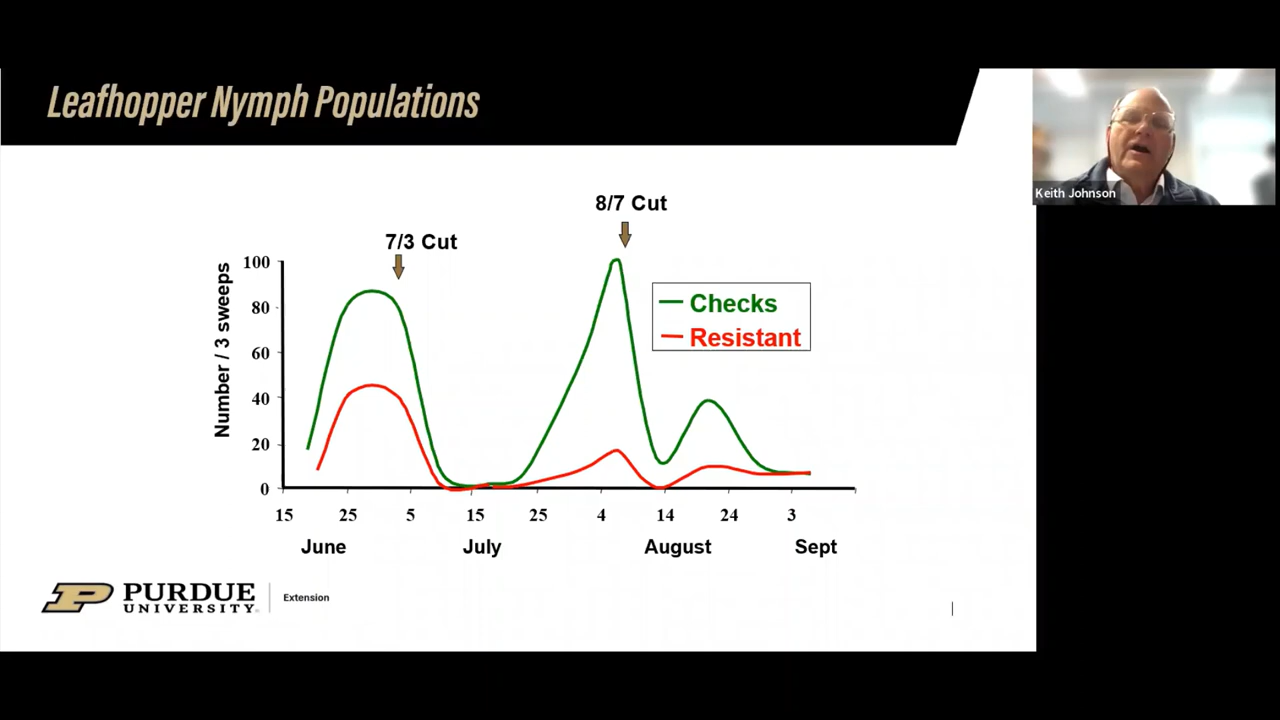 Leafhopper Nymph Populations
Keith Johnson
8/7 Cut
7/3 Cut
Number / 3 sweeps
100
80
60
40
20
0
Checks
Resistant
15 25 5 15 25 4 14 24 3
June July August Sept
PURDUE
UNIVERSITY
Extension